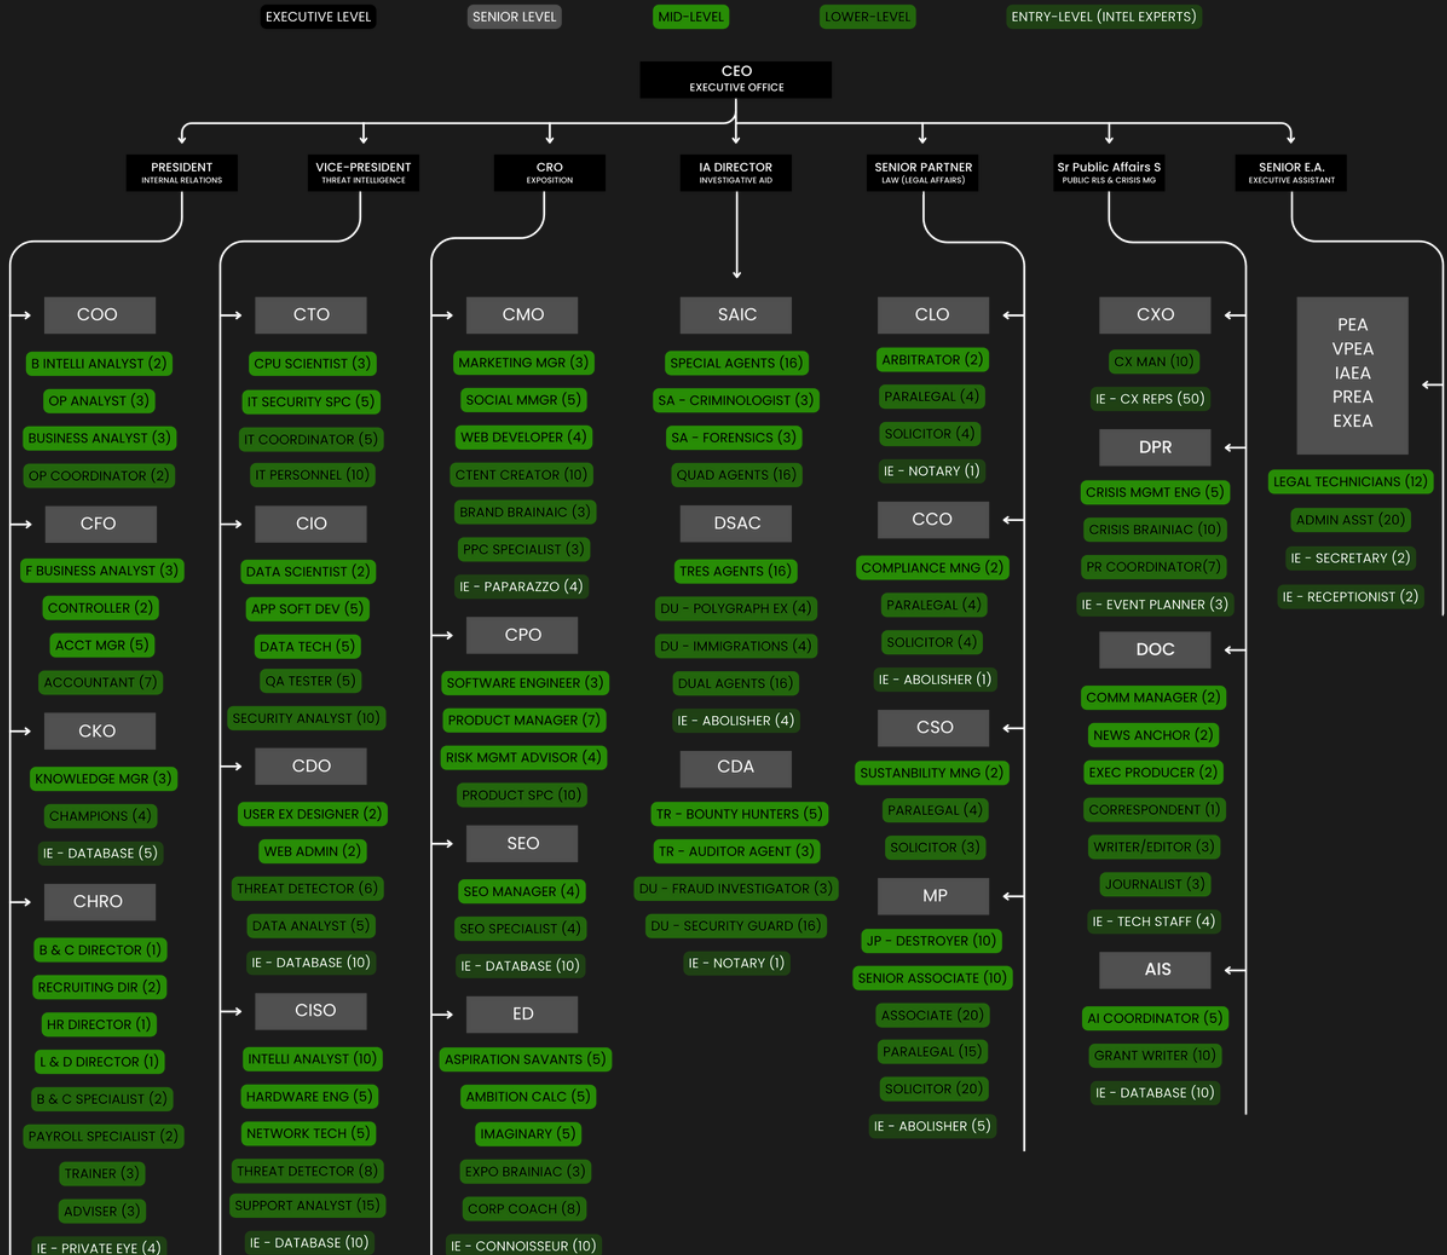 EXECUTIVE LEVEL
SENIOR LEVEL
MID-LEVEL
LOWER-LEVEL
ENTRY-LEVEL (INTEL EXPERTS)
CEO
EXECUTIVE OFFICE
PRESIDENT
INTERNAL RELATIONS
VICE-PRESIDENT
THREAT INTELLIGENCE
CRO
EXPOSITION
IA DIRECTOR
INVESTIGATIVE AID
SENIOR PARTNER
LAW (LEGAL AFFAIRS)
Sr Public Affairs S
PUBLIC RLS & CRISIS MG
SENIOR E.A.
EXECUTIVE ASSISTANT
COO
B INTELLI ANALYST (2)
OP ANALYST (3)
BUSINESS ANALYST (3)
OP COORDINATOR (2)
CFO
F BUSINESS ANALYST (3)
CONTROLLER (2)
ACCT MGR (5)
ACCOUNTANT (7)
CKO
KNOWLEDGE MGR (3)
CHAMPIONS (4)
IE - DATABASE (5)
CHRO
B & C DIRECTOR (1)
RECRUITING DIR (2)
HR DIRECTOR (1)
L & D DIRECTOR (1)
B & C SPECIALIST (2)
PAYROLL SPECIALIST (2)
TRAINER (3)
ADVISER (3)
IE - PRIVATE EYE (4)
CTO
CPU SCIENTIST (3)
IT SECURITY SPC (5)
IT COORDINATOR (5)
IT PERSONNEL (10)
CIO
DATA SCIENTIST (2)
APP SOFT DEV (5)
DATA TECH (5)
QA TESTER (5)
SECURITY ANALYST (10)
CDO
USER EX DESIGNER (2)
WEB ADMIN (2)
THREAT DETECTOR (6)
DATA ANALYST (5)
IE - DATABASE (10)
CISO
INTELLI ANALYST (10)
HARDWARE ENG (5)
NETWORK TECH (5)
THREAT DETECTOR (8)
SUPPORT ANALYST (15)
IE - DATABASE (10)
CMO
MARKETING MGR (3)
SOCIAL MMGR (5)
WEB DEVELOPER (4)
CTENT CREATOR (10)
BRAND BRAINAIC (3)
PPC SPECIALIST (3)
IE - PAPARAZZO (4)
CPO
SOFTWARE ENGINEER (3)
PRODUCT MANAGER (7)
RISK MGMT ADVISOR (4)
PRODUCT SPC (10)
SEO
SEO MANAGER (4)
SEO SPECIALIST (4)
IE - DATABASE (10)
ED
ASPIRATION SAVANTS (5)
AMBITION CALC (5)
IMAGINARY (5)
EXPO BRAINIAC (3)
CORP COACH (8)
IE - CONNOISSEUR (10)
SAIC
SPECIAL AGENTS (16)
SA - CRIMINOLOGIST (3)
SA - FORENSICS (3)
QUAD AGENTS (16)
DSAC
TRES AGENTS (16)
DU - POLYGRAPH EX (4)
DU - IMMIGRATIONS (4)
DUAL AGENTS (16)
IE - ABOLISHER (4)
CDA
TR - BOUNTY HUNTERS (5)
TR - AUDITOR AGENT (3)
DU - FRAUD INVESTIGATOR (3)
DU - SECURITY GUARD (16)
IE - NOTARY (1)
CLO
ARBITRATOR (2)
PARALEGAL (4)
SOLICITOR (4)
IE - NOTARY (1)
CCO
COMPLIANCE MNG (2)
PARALEGAL (4)
SOLICITOR (4)
IE - ABOLISHER (1)
CSO
SUSTANBILITY MNG (2)
PARALEGAL (4)
SOLICITOR (3)
MP
JP - DESTROYER (10)
SENIOR ASSOCIATE (10)
ASSOCIATE (20)
PARALEGAL (15)
SOLICITOR (20)
IE - ABOLISHER (5)
CXO
CX MAN (10)
IE - CX REPS (50)
DPR
CRISIS MGMT ENG (5)
CRISIS BRAINIAC (10)
PR COORDINATOR(7)
IE - EVENT PLANNER (3)
DOC
COMM MANAGER (2)
NEWS ANCHOR (2)
EXEC PRODUCER (2)
CORRESPONDENT (1)
WRITER/EDITOR (3)
JOURNALIST (3)
IE - TECH STAFF (4)
AIS
AI COORDINATOR (5)
GRANT WRITER (10)
IE - DATABASE (10)
PEA
VPEA
IAEA
PREA
EXEA
LEGAL TECHNICIANS (12)
ADMIN ASST (20)
IE - SECRETARY (2)
IE - RECEPTIONIST (2)